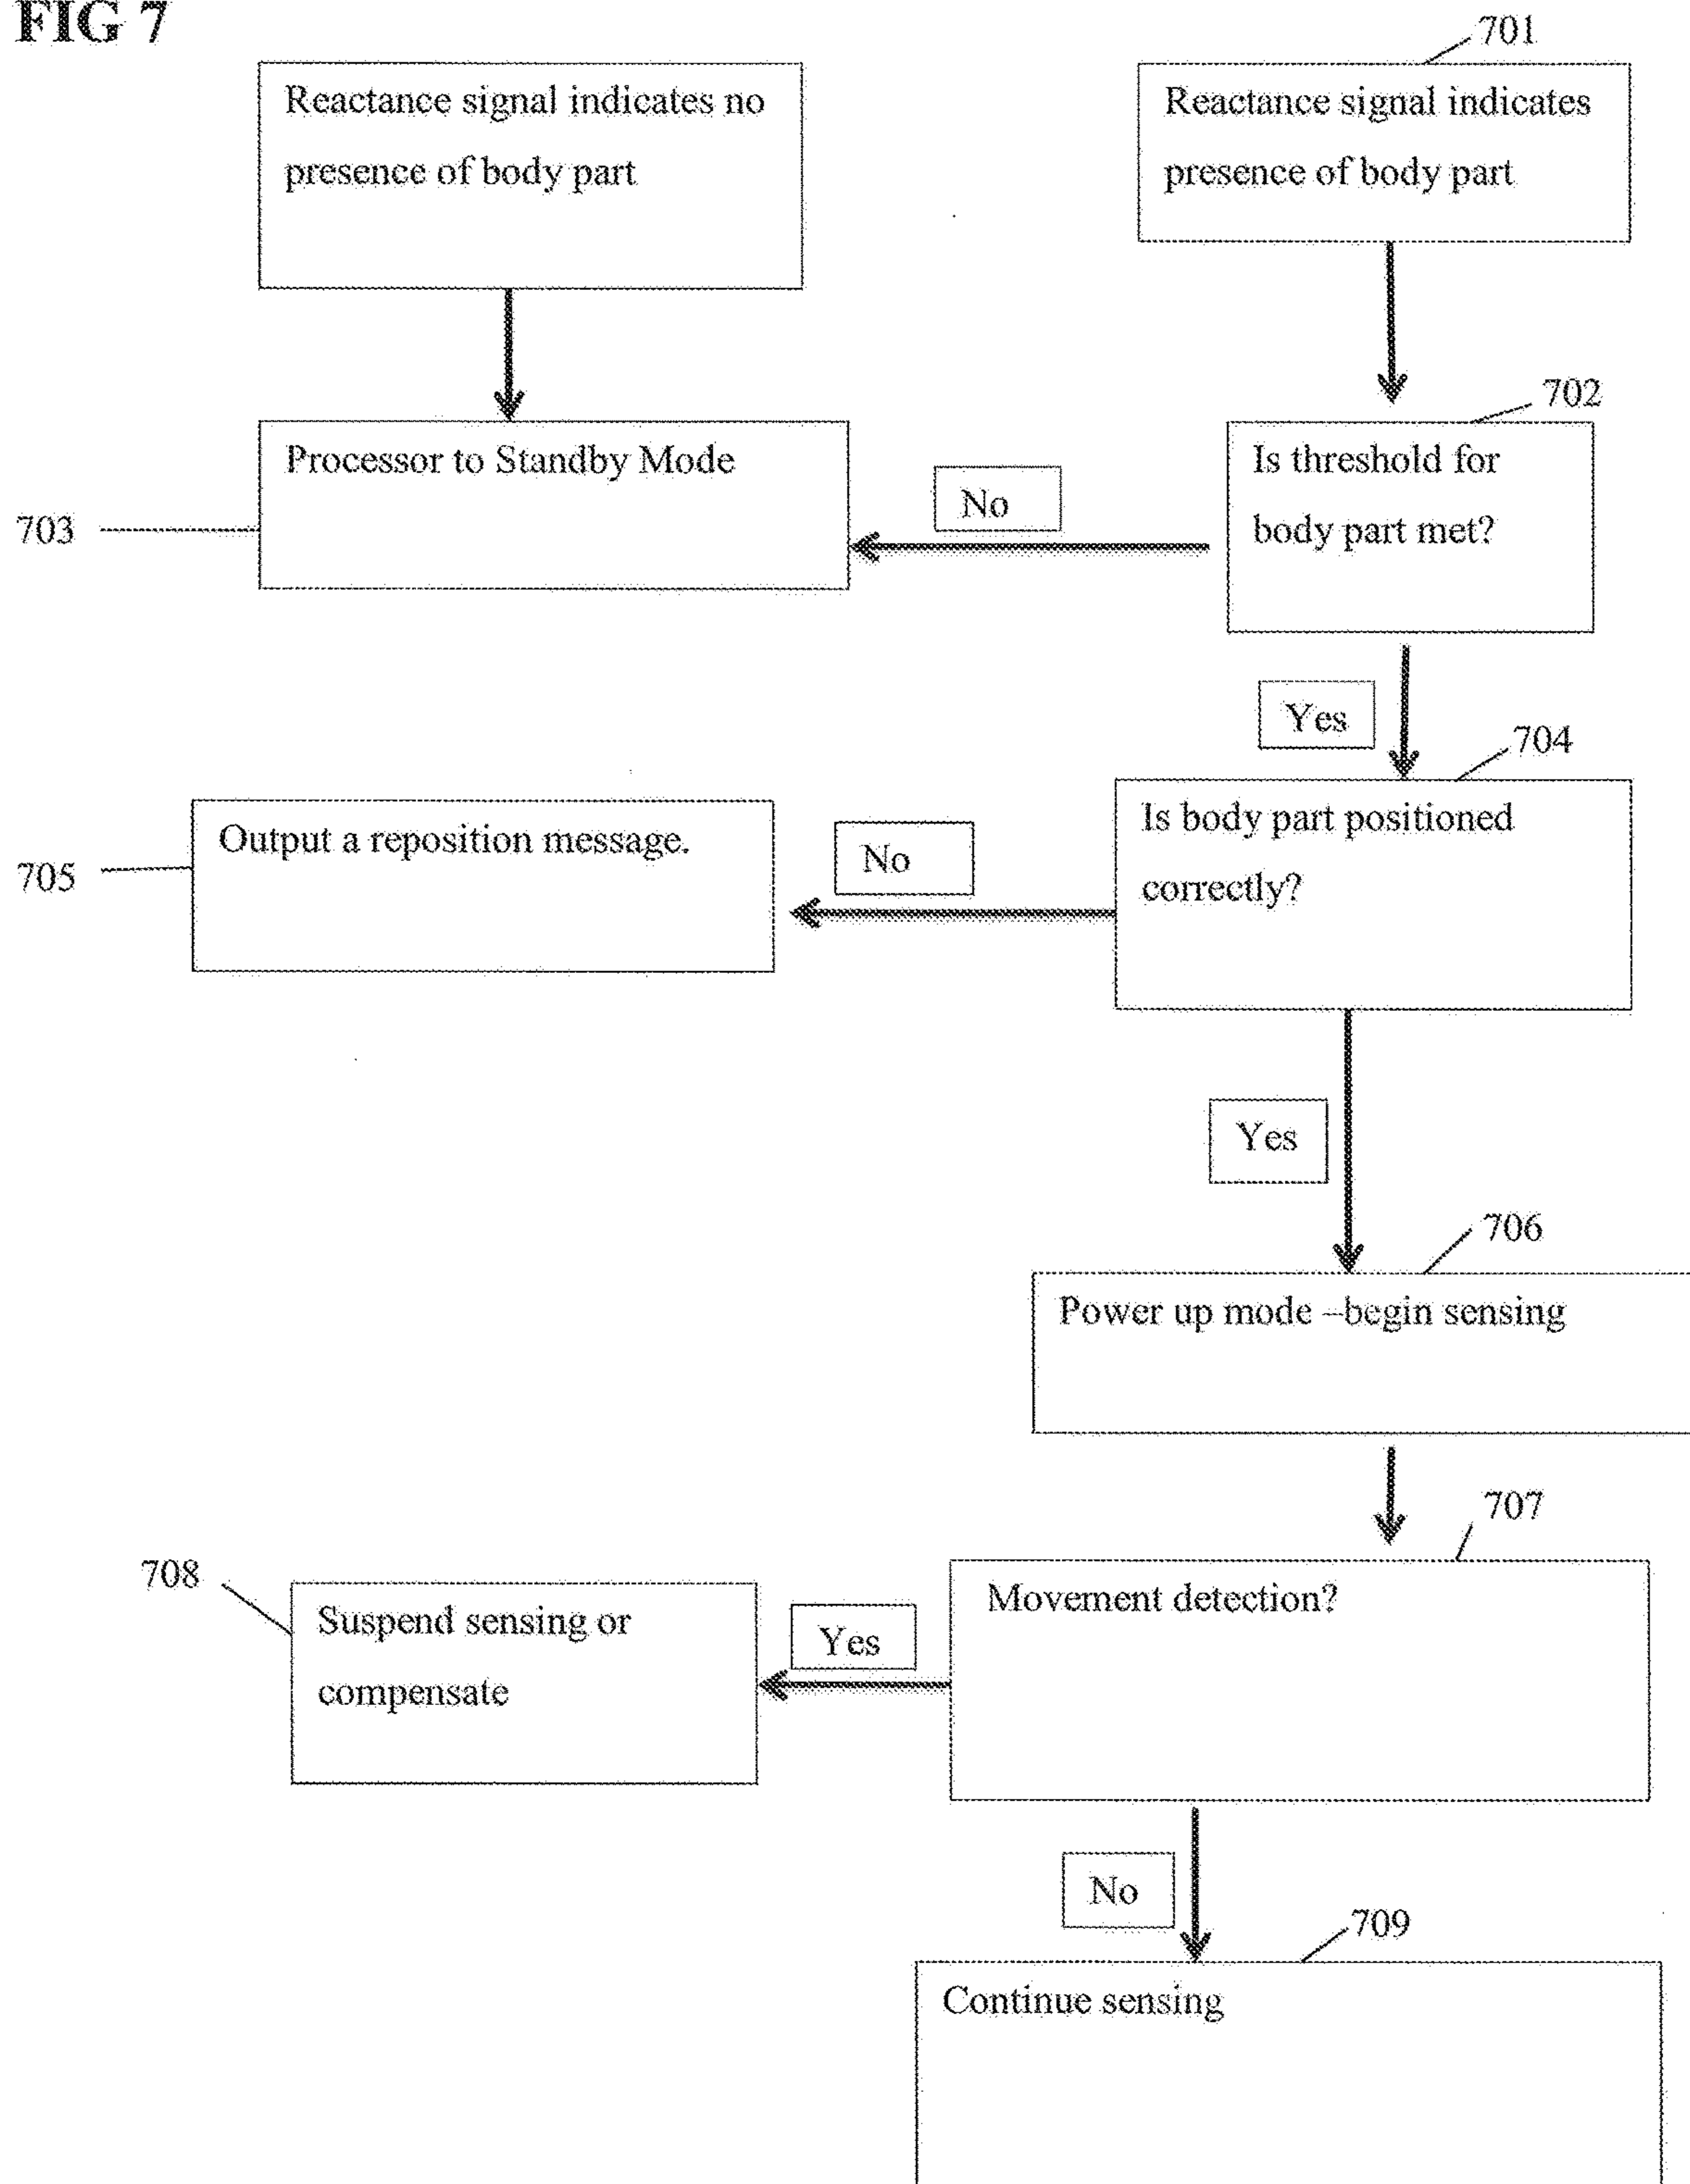 FIG 7
701
Reactance signal indicates no
presence of body part
Reactance signal indicates
presence of body part
702
Processor to Standby Mode
No
Is threshold for
body part met?
703
Yes
704
Output a reposition message.
No
Is body part positioned
correctly?
705
Yes
706
Power up mode –begin sensing
707
708
Movement detection?
Suspend sensing or
compensate
Yes
No
709
Continue sensing